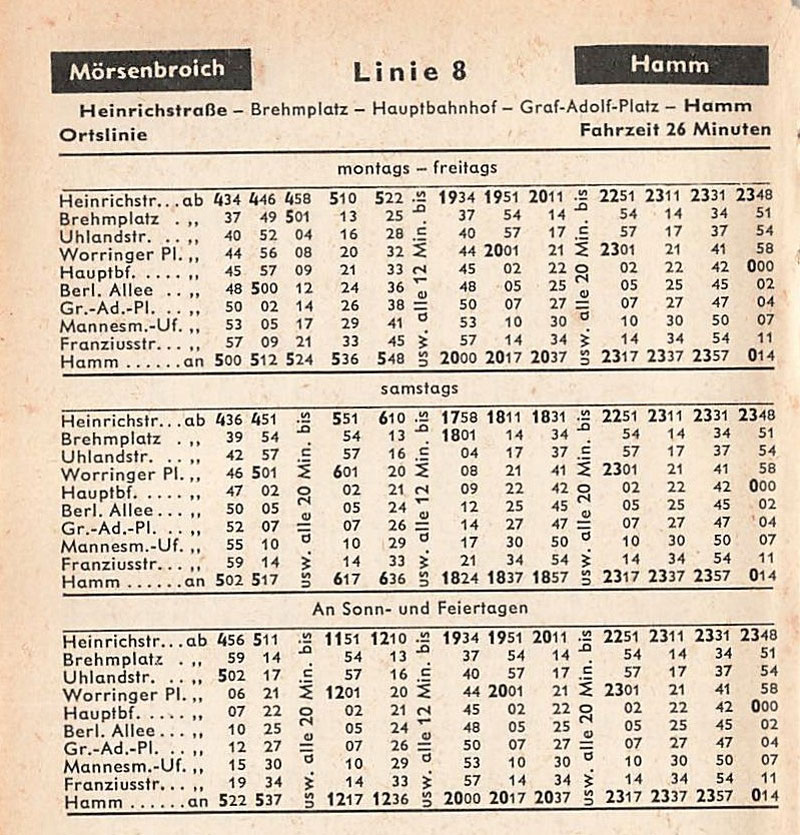 Mörsenbroich Linie 8 Hamm
Heinrichstraße – Brehmplatz – Hauptbahnhof – Graf-Adolf-Platz – Hamm
Ortslinie Fahrzeit 26 Minuten
montags – freitags
Heinrichstr...ab 434 446 458 510 522 usw. alle 12 Min. bis 1934 1951 2011 usw. alle 20 Min. bis 2251 2311 2331 2348
Brehmplatz . ,, 37 49 501 13 25 37 54 14 54 14 34 51
Uhlandstr. . . ,, 40 52 04 16 28 40 57 17 57 17 37 54
Worringer Pl. ,, 44 56 08 20 32 44 2001 21 2301 21 41 58
Hauptbf. . . . . ,, 45 57 09 21 33 45 02 22 02 22 42 000
Berl. Allee . . ,, 48 500 12 24 36 48 05 25 05 25 45 02
Gr.-Ad.-Pl. . . ,, 50 02 14 26 38 50 07 27 07 27 47 04
Mannesm.-Uf. ,, 53 05 17 29 41 53 10 30 10 30 50 07
Franziusstr... ,, 57 09 21 33 45 57 14 34 14 34 54 11
Hamm ......an 500 512 524 536 548 2000 2017 2037 2317 2337 2357 014
samstags
Heinrichstr...ab 436 451 usw. alle 20 Min. bis 551 610 usw. alle 12 Min. bis 1758 1811 1831 usw. alle 20 Min. bis 2251 2311 2331 2348
Brehmplatz . ,, 39 54 54 13 1801 14 34 54 14 34 51
Uhlandstr. . . ,, 42 57 57 16 04 17 37 57 17 37 54
Worringer Pl. ,, 46 501 601 20 08 21 41 2301 21 41 58
Hauptbf. . . . . ,, 47 02 02 21 09 22 42 02 22 42 000
Berl. Allee... ,, 50 05 05 24 12 25 45 05 25 45 02
Gr.-Ad.-Pl. . . ,, 52 07 07 26 14 27 47 07 27 47 04
Mannesm.-Uf. ,, 55 10 10 29 17 30 50 10 30 50 07
Franziusstr... ,, 59 14 14 33 21 34 54 14 34 54 11
Hamm ......an 502 517 617 636 1824 1837 1857 2317 2337 2357 014
An Sonn- und Feiertagen
Heinrichstr...ab 456 511 usw. alle 20 Min. bis 1151 1210 usw. alle 12 Min. bis 1934 1951 2011 usw. alle 20 Min. bis 2251 2311 2331 2348
Brehmplatz . ,, 59 14 54 13 37 54 14 54 14 34 51
Uhlandstr. . . ,, 502 17 57 16 40 57 17 57 17 37 54
Worringer Pl. ,, 06 21 1201 20 44 2001 21 2301 21 41 58
Hauptbf. . . . . ,, 07 22 02 21 45 02 22 02 22 42 000
Berl. Allee... ,, 10 25 05 24 48 05 25 05 25 45 02
Gr.-Ad.-Pl. . . ,, 12 27 07 26 50 07 27 07 27 47 04
Mannesm.-Uf. ,, 15 30 10 29 53 10 30 10 30 50 07
Franziusstr... ,, 19 34 14 33 57 14 34 14 34 54 11
Hamm ......an 522 537 1217 1236 2000 2017 2037 2317 2337 2357 014